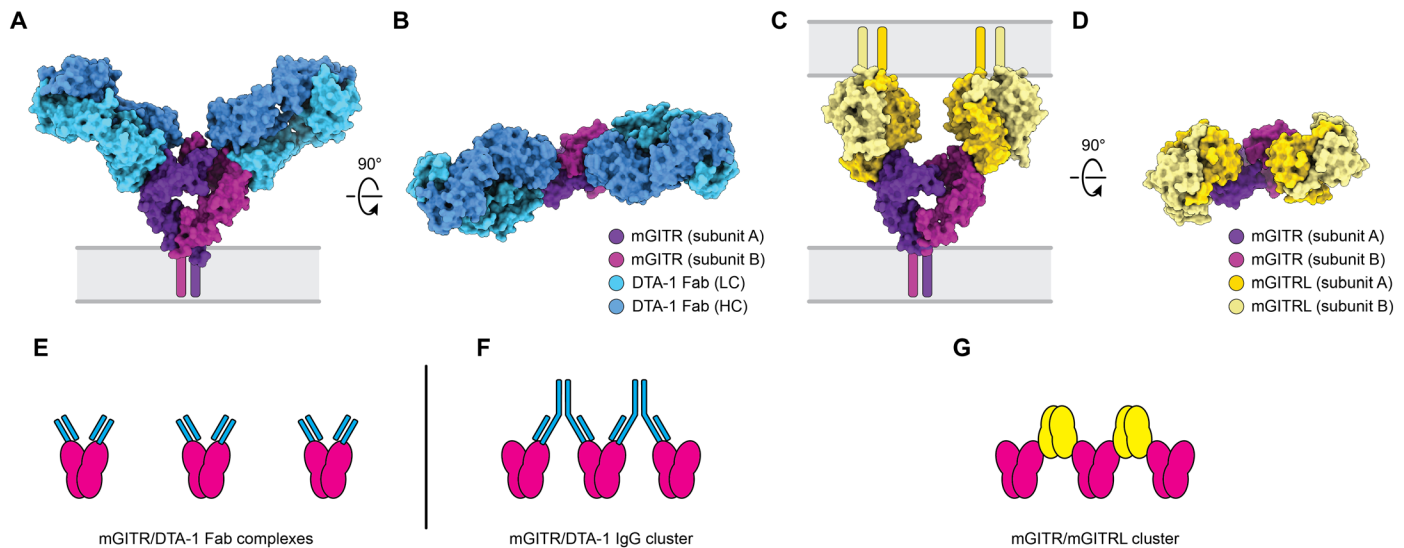 A
B
C
D
90°
90°
mGITR (subunit A)
mGITR (subunit B)
DTA-1 Fab (LC)
DTA-1 Fab (HC)
mGITR (subunit A)
mGITR (subunit B)
mGITRL (subunit A)
mGITRL (subunit B)
E
F
G
mGITR/DTA-1 Fab complexes
mGITR/DTA-1 IgG cluster
mGITR/mGITRL cluster